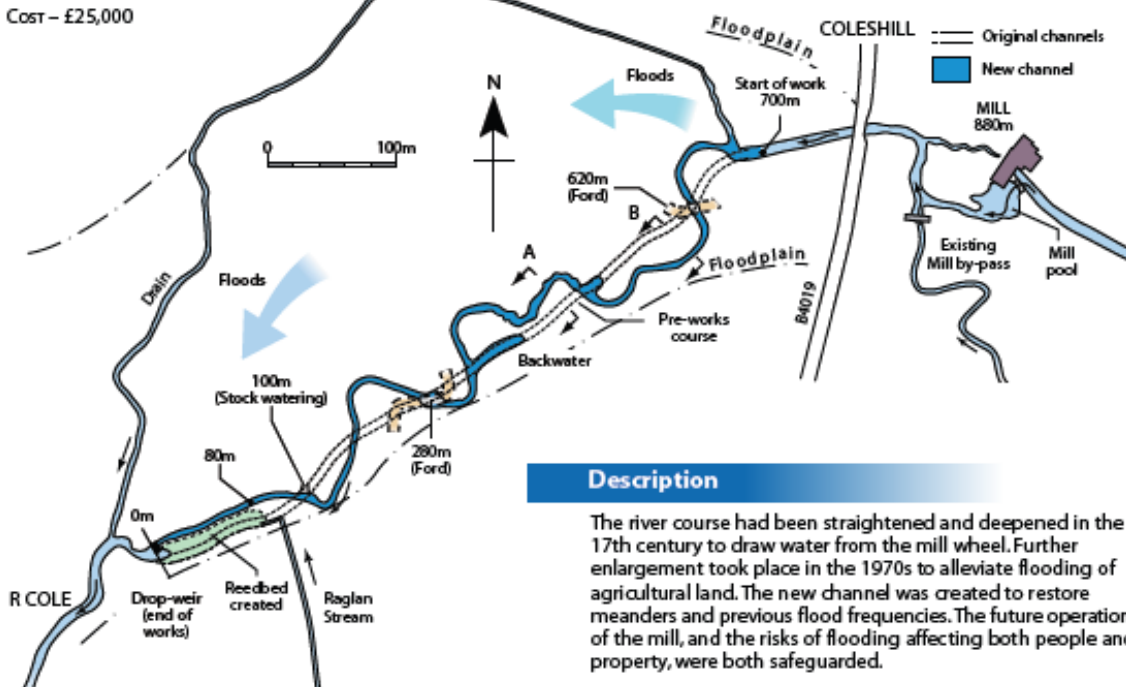 COST – £25,000
Floodplain
COLESHILL
Original channels
New channel
Floods
Start of work
700m
N
MILL
880m
0
100m
620m
(Ford)
B
A
Floodplain
Existing
Mill by-pass
Mill
pool
Drain
Floods
B4019
Pre-works
course
Backwater
100m
(Stock watering)
80m
280m
(Ford)
0m
R COLE
Drop-weir
(end of
works)
Reedbed
created
Raglan
Stream
Description
The river course had been straightened and deepened in the
17th century to draw water from the mill wheel. Further
enlargement took place in the 1970s to alleviate flooding of
agricultural land. The new channel was created to restore
meanders and previous flood frequencies. The future operation
of the mill, and the risks of flooding affecting both people and
property, were both safeguarded.